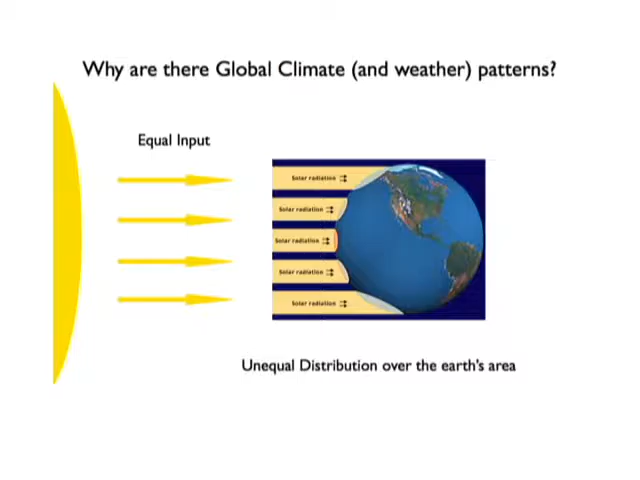 Why are there Global Climate (and weather) patterns?
Equal Input
Solar radiation
Solar radiation
Solar radiation
Solar radiation
Solar radiation
Unequal Distribution over the earth's area